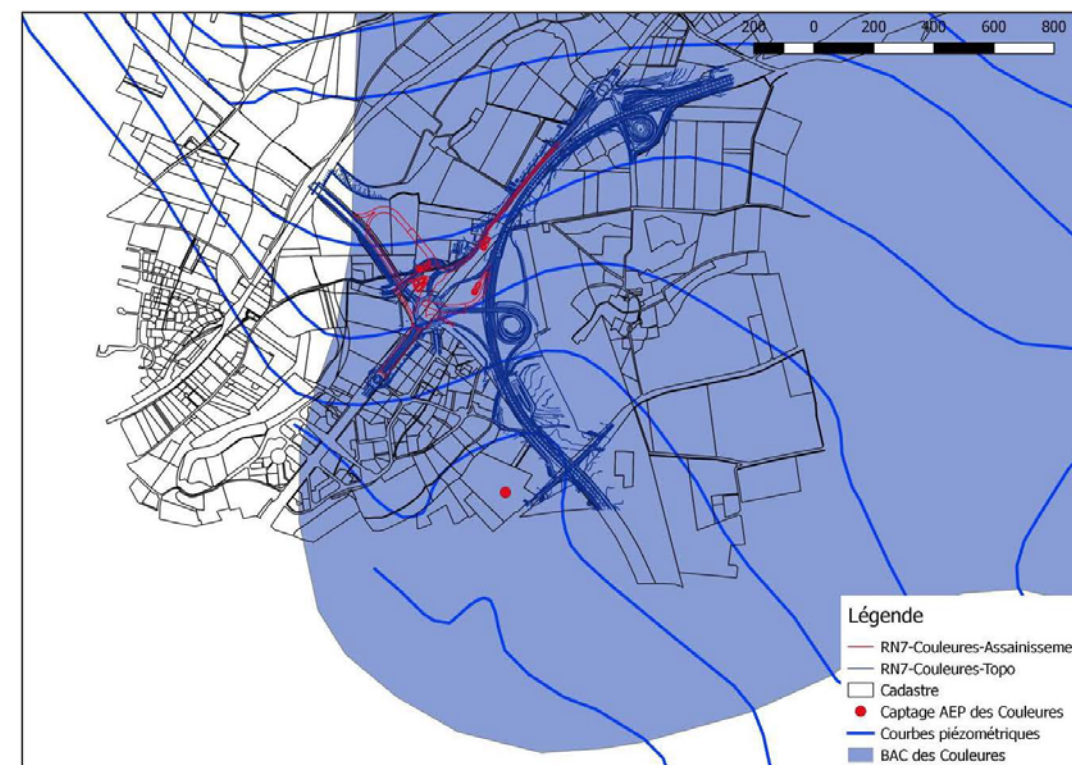 200 0 200 400 600 800
Légende
RN7-Couleures-Assainisseme
RN7-Couleures-Topo
Cadastre
Captage AEP des Couleures
Courbes piézométriques
BAC des Couleures